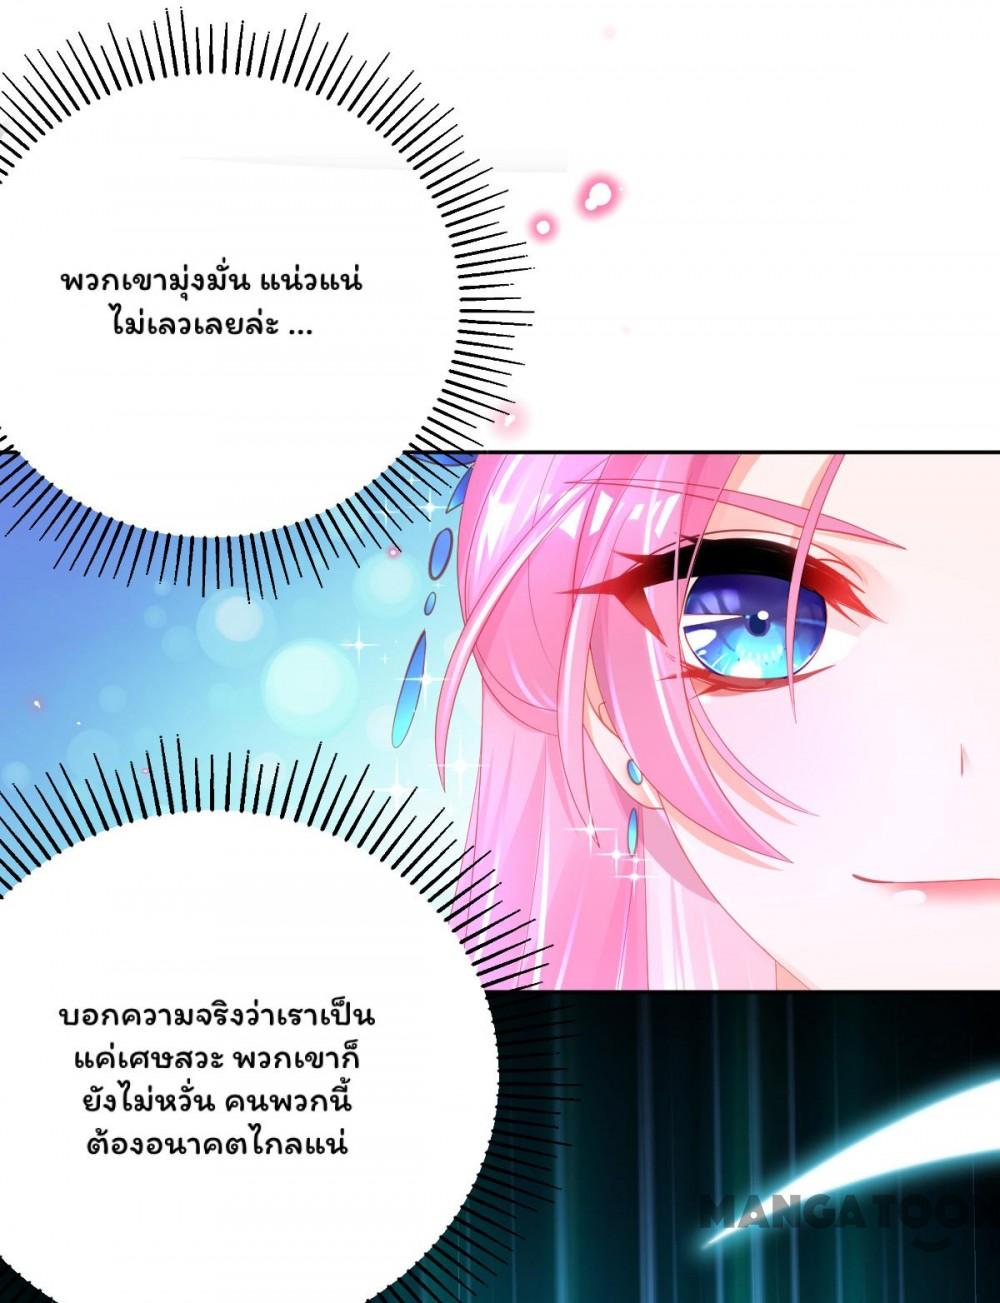 พวกเขามุ่งมั่น แน่วแน่
ไม่เลวเลยล่ะ ...
บอกความจริงว่าเราเป็น
แค่เศษสวะ พวกเขาก็
ยังไม่หวั่น คนพวกนี้
ต้องอนาคตไกลแน่
MANGATOON